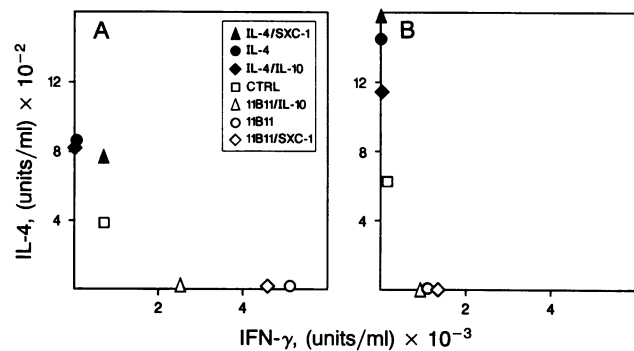 A
▲ IL-4/SXC-1
● IL-4
◆ IL-4/IL-10
□ CTRL
△ 11B11/IL-10
○ 11B11
◇ 11B11/SXC-1
B
12
8
4
12
8
4
2
4
2
4
IL-4, (units/ml) × 10⁻²
IFN-γ, (units/ml) × 10⁻³